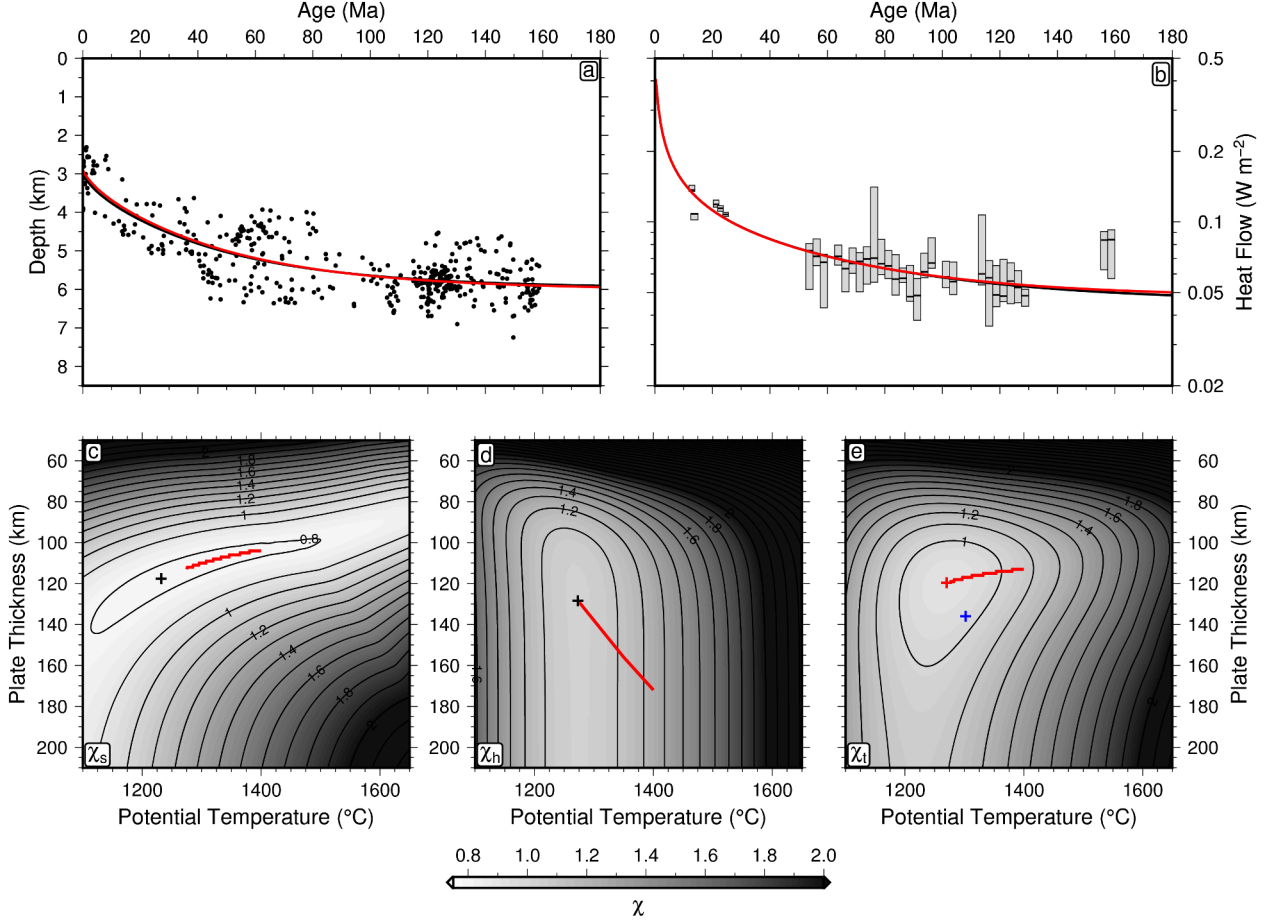 Age (Ma)
Age (Ma)
0 20 40 60 80 100 120 140 160 180
0 20 40 60 80 100 120 140 160 180
a
b
0
1
2
3
4
5
6
7
8
Depth (km)
0.5
0.2
0.1
0.05
0.02
Heat Flow (W m⁻²)
c
d
e
60
80
100
120
140
160
180
200
Plate Thickness (km)
2
1.8
1.6
1.4
1.2
1
0.8
1
1.2
1.4
1.6
1.8
2
χs
1.4
1.2
1.6
1.8
2
1.6
χh
2
1.8
1.6
1.4
1.2
1
2
χt
60
80
100
120
140
160
180
200
Plate Thickness (km)
1200 1400
1200 1400 1600
1200 1400 1600
Potential Temperature (°C)
Potential Temperature (°C)
Potential Temperature (°C)
0.8 1.0 1.2 1.4 1.6 1.8 2.0
χ